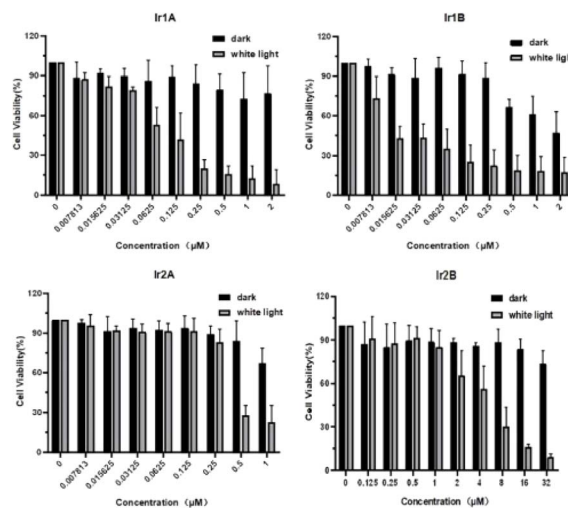 Ir1A
120
90
60
30
0
Cell Viability(%)
dark
white light
0
0.007813
0.015625
0.03125
0.0625
0.125
0.25
0.5
1
2
Concentration (μM)
Ir1B
120
90
60
30
0
Cell Viability(%)
dark
white light
0
0.007813
0.015625
0.03125
0.0625
0.125
0.25
0.5
1
2
Concentration (μM)
Ir2A
120
90
60
30
0
Cell Viability(%)
dark
white light
0
0.007813
0.015625
0.03125
0.0625
0.125
0.25
0.5
1
Concentration (μM)
Ir2B
120
90
60
30
0
Cell Viability(%)
dark
white light
0
0.125
0.25
0.5
1
2
4
8
16
32
Concentration (μM)